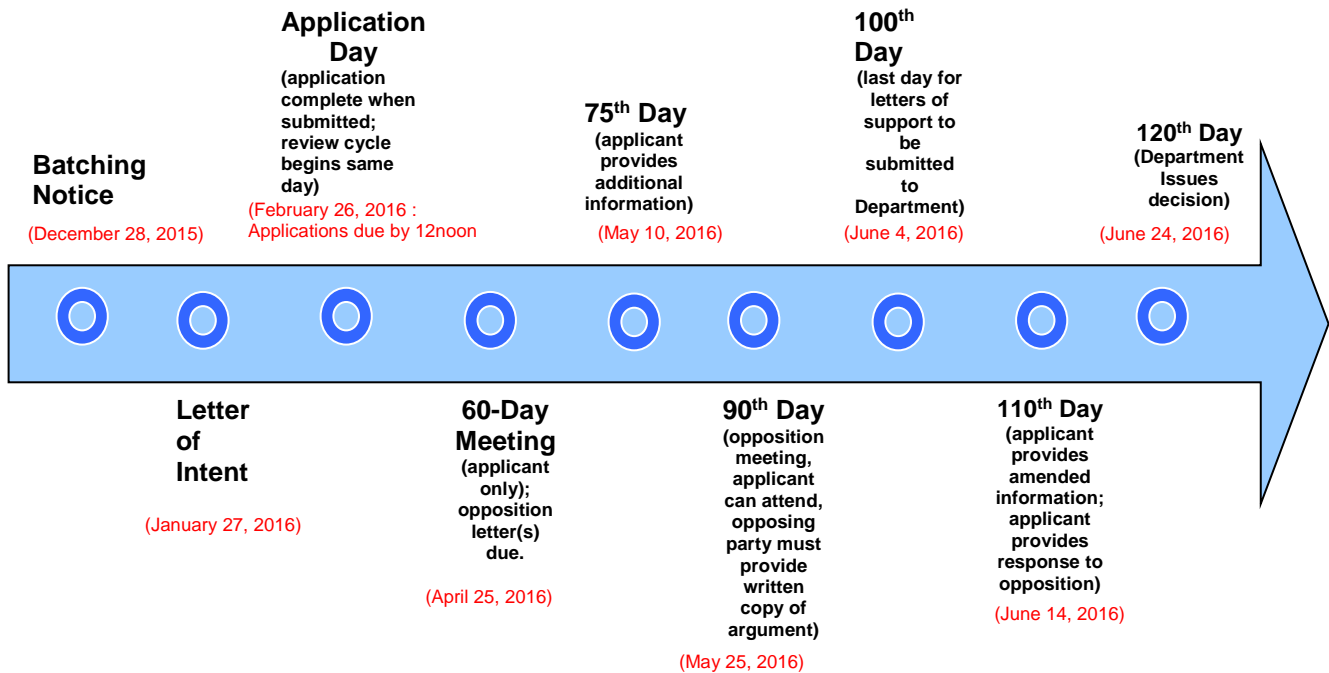 Batching
Notice
(December 28, 2015)
Letter
of
Intent
(January 27, 2016)
Application
Day
(application
complete when
submitted;
review cycle
begins same
day)
(February 26, 2016 :
Applications due by 12noon
60-Day
Meeting
(applicant
only);
opposition
letter(s)
due.
(April 25, 2016)
75th Day
(applicant
provides
additional
information)
(May 10, 2016)
90th Day
(opposition
meeting,
applicant
can attend,
opposing
party must
provide
written
copy of
argument)
(May 25, 2016)
100th
Day
(last day for
letters of
support to
be
submitted
to
Department)
(June 4, 2016)
110th Day
(applicant
provides
amended
information;
applicant
provides
response to
opposition)
(June 14, 2016)
120th Day
(Department
Issues
decision)
(June 24, 2016)